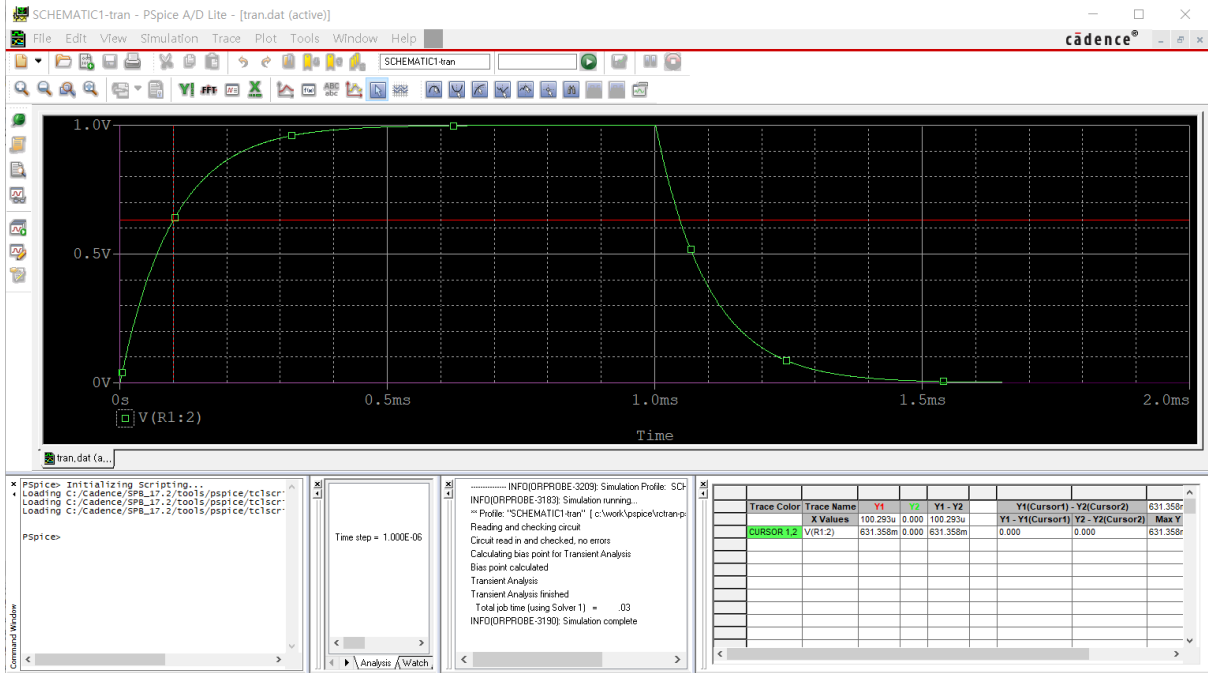 SCHEMATIC1-tran - PSpice A/D Lite - [tran.dat (active)]
File Edit View Simulation Trace Plot Tools Window Help
cādence®
SCHEMATIC1-tran
1.0V
0.5V
0V
0s 0.5ms 1.0ms 1.5ms 2.0ms
V(R1:2)
Time
tran.dat (a...
PSpice> Initializing Scripting...
Loading C:/Cadence/SPB_17.2/tools/pspice/tclscr
Loading C:/Cadence/SPB_17.2/tools/pspice/tclscr
Loading C:/Cadence/SPB_17.2/tools/pspice/tclscr
PSpice>
Command Window
Time step = 1.000E-06
Analysis Watch
-------------- INFO(ORPROBE-3209): Simulation Profile: SCH
INFO(ORPROBE-3183): Simulation running...
** Profile: "SCHEMATIC1-tran" [ c:\work\pspice\rctran-p
Reading and checking circuit
Circuit read in and checked, no errors
Calculating bias point for Transient Analysis
Bias point calculated
Transient Analysis
Transient Analysis finished
Total job time (using Solver 1) = .03
INFO(ORPROBE-3190): Simulation complete
Trace Color Trace Name Y1 Y2 Y1 - Y2 Y1(Cursor1) - Y2(Cursor2) 631.358m
X Values 100.293u 0.000 100.293u Y1 - Y1(Cursor1) Y2 - Y2(Cursor2) Max Y
CURSOR 1,2 V(R1:2) 631.358m 0.000 631.358m 0.000 0.000 631.358m